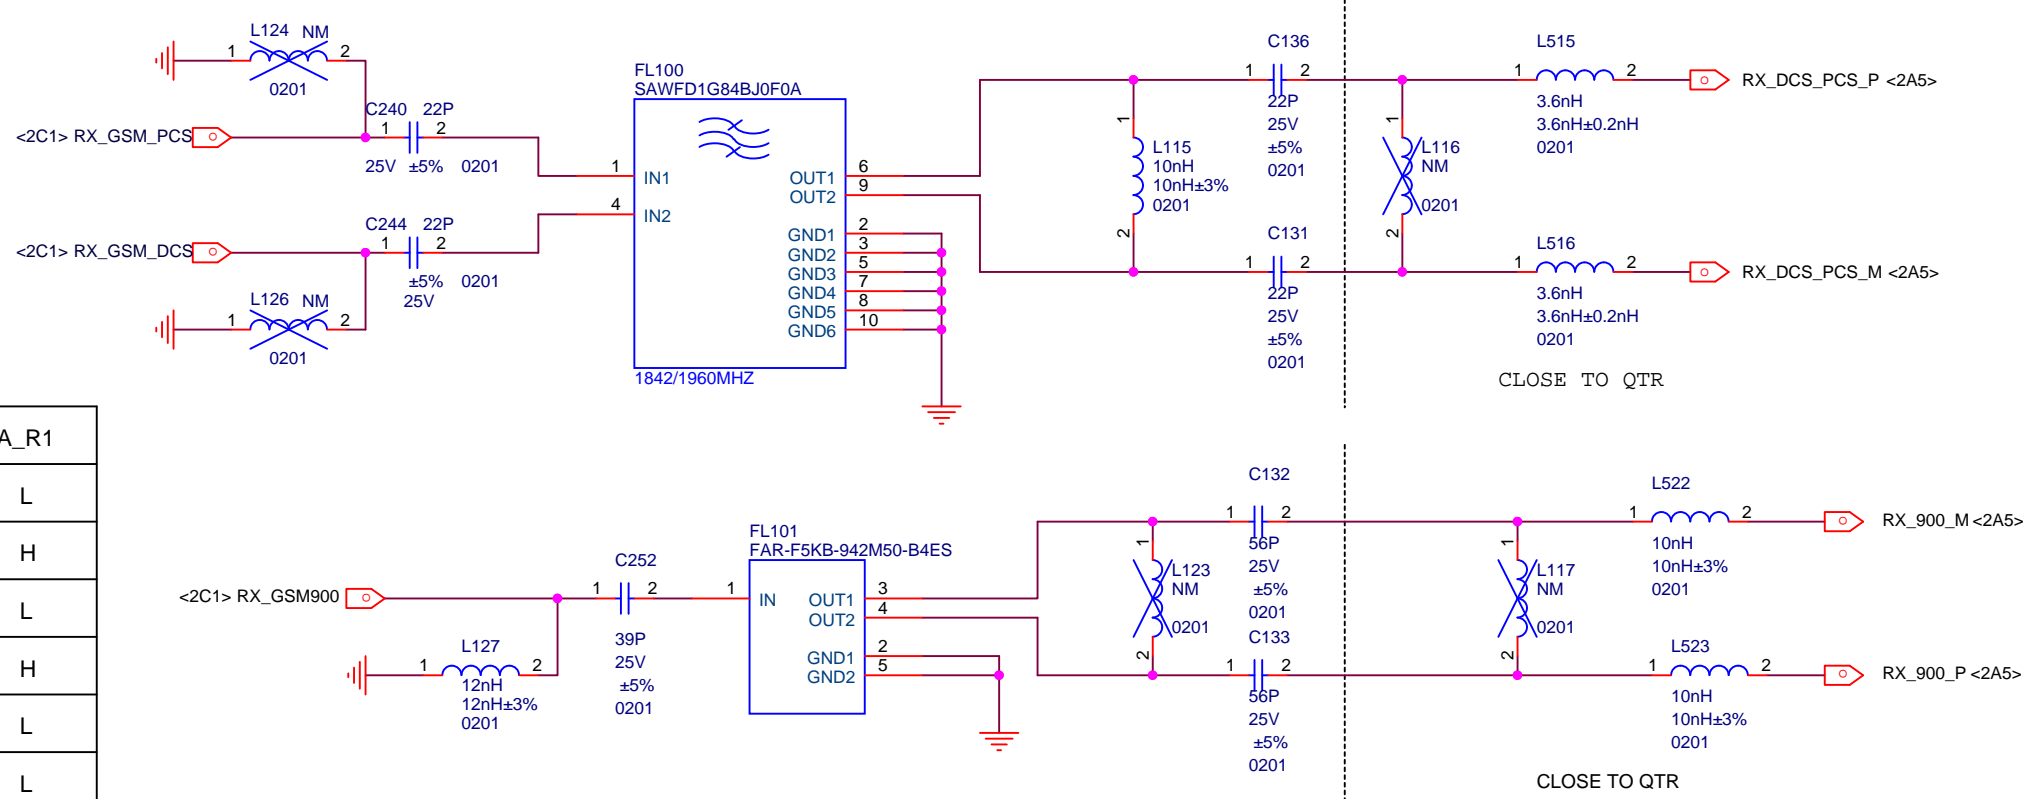 L124 NM
1 2
0201
C240 22P
<2C1> RX_GSM_PCS
1 2
25V ±5% 0201
C244 22P
<2C1> RX_GSM_DCS
1 2
±5% 0201
25V
L126 NM
1 2
0201
FL100
SAWFD1G84BJ0F0A
1 IN1
4 IN2
OUT1 6
OUT2 9
GND1 2
GND2 3
GND3 5
GND4 7
GND5 8
GND6 10
1842/1960MHZ
1
L115
10nH
10nH±3%
0201
2
C136
1 2
22P
25V
±5%
0201
C131
1 2
22P
25V
±5%
0201
1
L116
NM
0201
2
L515
1 2
3.6nH
3.6nH±0.2nH
0201
RX_DCS_PCS_P <2A5>
L516
1 2
3.6nH
3.6nH±0.2nH
0201
RX_DCS_PCS_M <2A5>
CLOSE TO QTR
A_R1
L
H
L
H
L
L
<2C1> RX_GSM900
L127
1 2
12nH
12nH±3%
0201
C252
1 2
39P
25V
±5%
0201
FL101
FAR-F5KB-942M50-B4ES
1 IN
OUT1 3
OUT2 4
GND1 2
GND2 5
1
L123
NM
0201
2
C132
1 2
56P
25V
±5%
0201
C133
1 2
56P
25V
±5%
0201
1
L117
NM
0201
2
L522
1 2
10nH
10nH±3%
0201
RX_900_M <2A5>
L523
1 2
10nH
10nH±3%
0201
RX_900_P <2A5>
CLOSE TO QTR